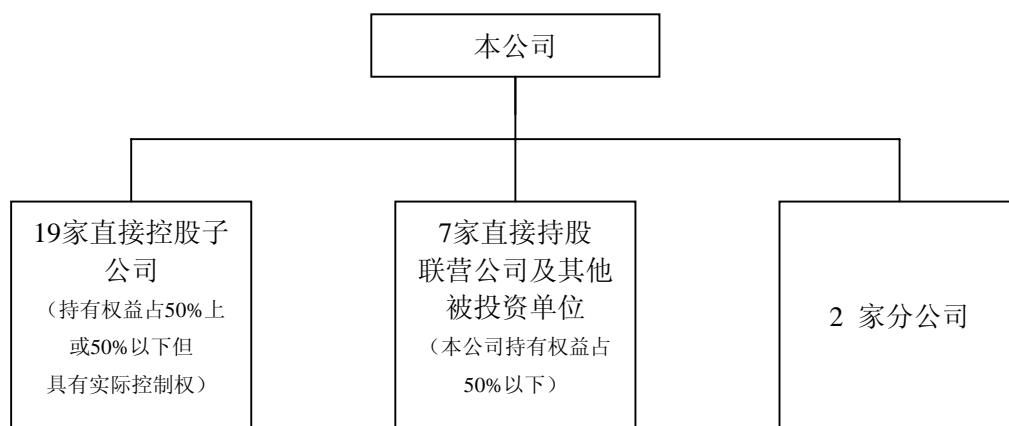 本公司
19家直接控股子
公司
（持有权益占50%上
或50%以下但
具有实际控制权）
7家直接持股
联营公司及其他
被投资单位
（本公司持有权益占
50%以下）
2 家分公司